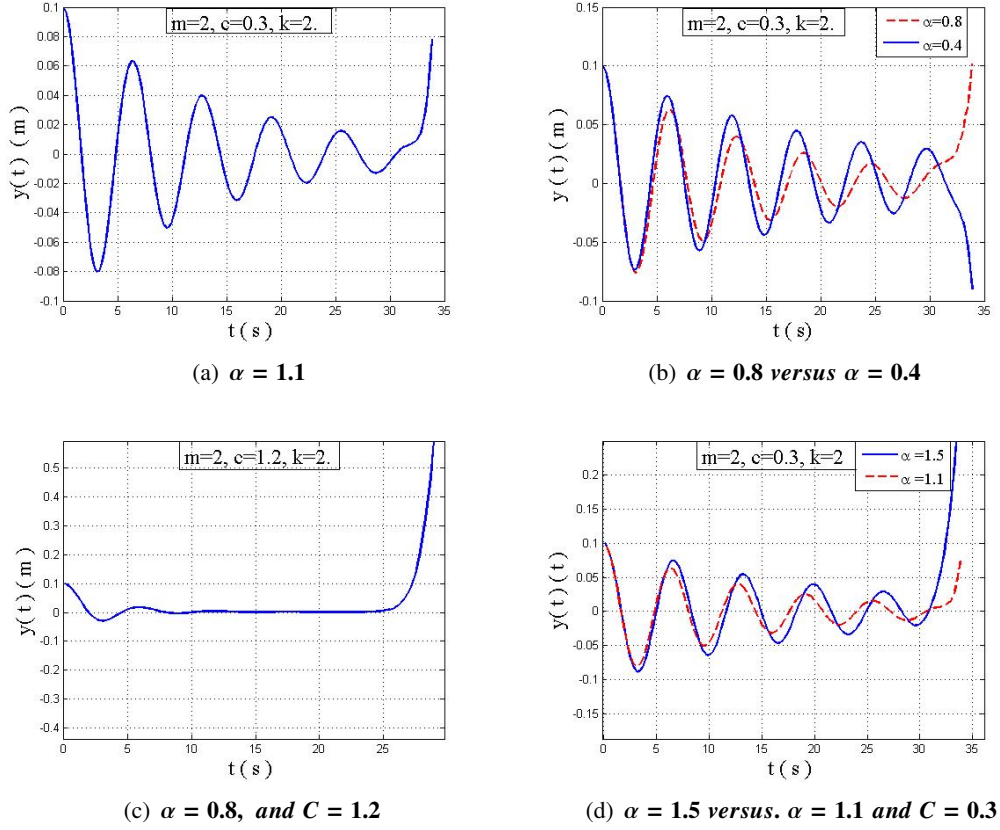 m=2, c=0.3, k=2.
0.1
0.08
0.06
0.04
0.02
0
-0.02
-0.04
-0.06
-0.08
-0.1
y(t) (m)
0 5 10 15 20 25 30 35
t ( s )
(a) α = 1.1
m=2, c=0.3, k=2.
α=0.8
α=0.4
0.1
0.05
0
0.05
0.1
y (t) ( m )
0 5 10 15 20 25 30 35
t ( s)
(b) α = 0.8 versus α = 0.4
m=2, c=1.2, k=2.
0.5
0.4
0.3
0.2
0.1
0
-0.1
-0.2
-0.3
-0.4
y(t) ( m )
0 5 10 15 20 25
t ( s )
(c) α = 0.8, and C = 1.2
m=2, c=0.3, k=2
α =1.5
α =1.1
0.2
0.15
0.1
0.05
0
-0.05
-0.1
-0.15
y(t) (t)
0 5 10 15 20 25 30 35
t ( s )
(d) α = 1.5 versus. α = 1.1 and C = 0.3